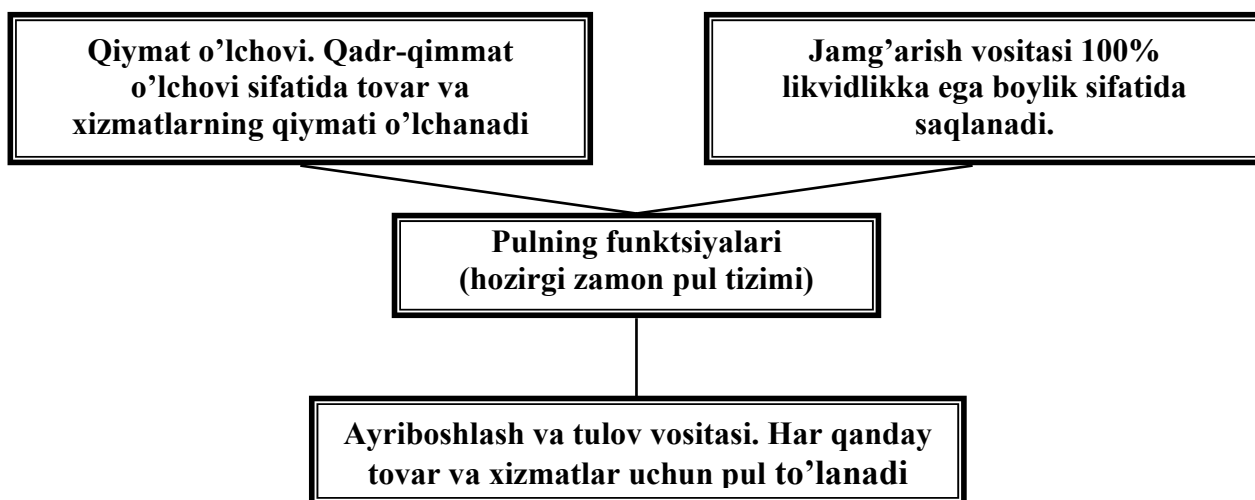 Qiymat o’lchovi. Qadr-qimmat
o’lchovi sifatida tovar va
xizmatlarning qiymati o’lchanadi
Jamg’arish vositasi 100%
likvidlikka ega boylik sifatida
saqlanadi.
Pulning funktsiyalari
(hozirgi zamon pul tizimi)
Ayriboshlash va tulov vositasi. Har qanday
tovar va xizmatlar uchun pul to’lanadi